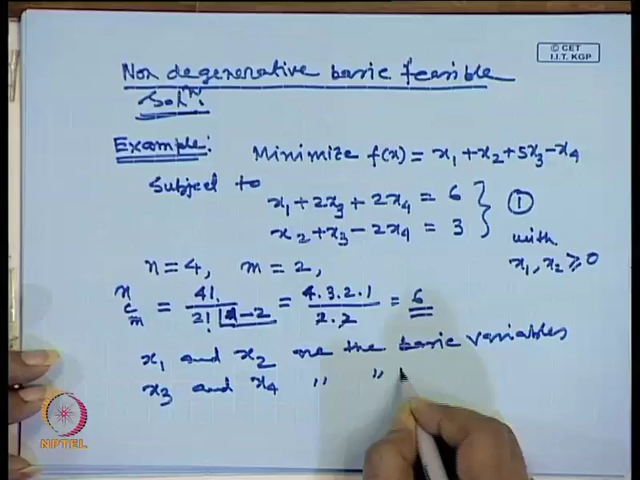 © CET
I.I.T. KGP
Non degenerative basic feasible
Solⁿ.
Example: Minimize f(x) = x₁ + x₂ + 5x₃ - x₄
Subject to
x₁ + 2x₃ + 2x₄ = 6
x₂ + x₃ - 2x₄ = 3
①
with
x₁, x₂ ≥ 0
n = 4, m = 2,
ⁿCₘ = 4!/(2! |4-2) = 4.3.2.1/(2.2) = 6
x₁ and x₂ are the basic variables
x₃ and x₄ " "
NPTEL